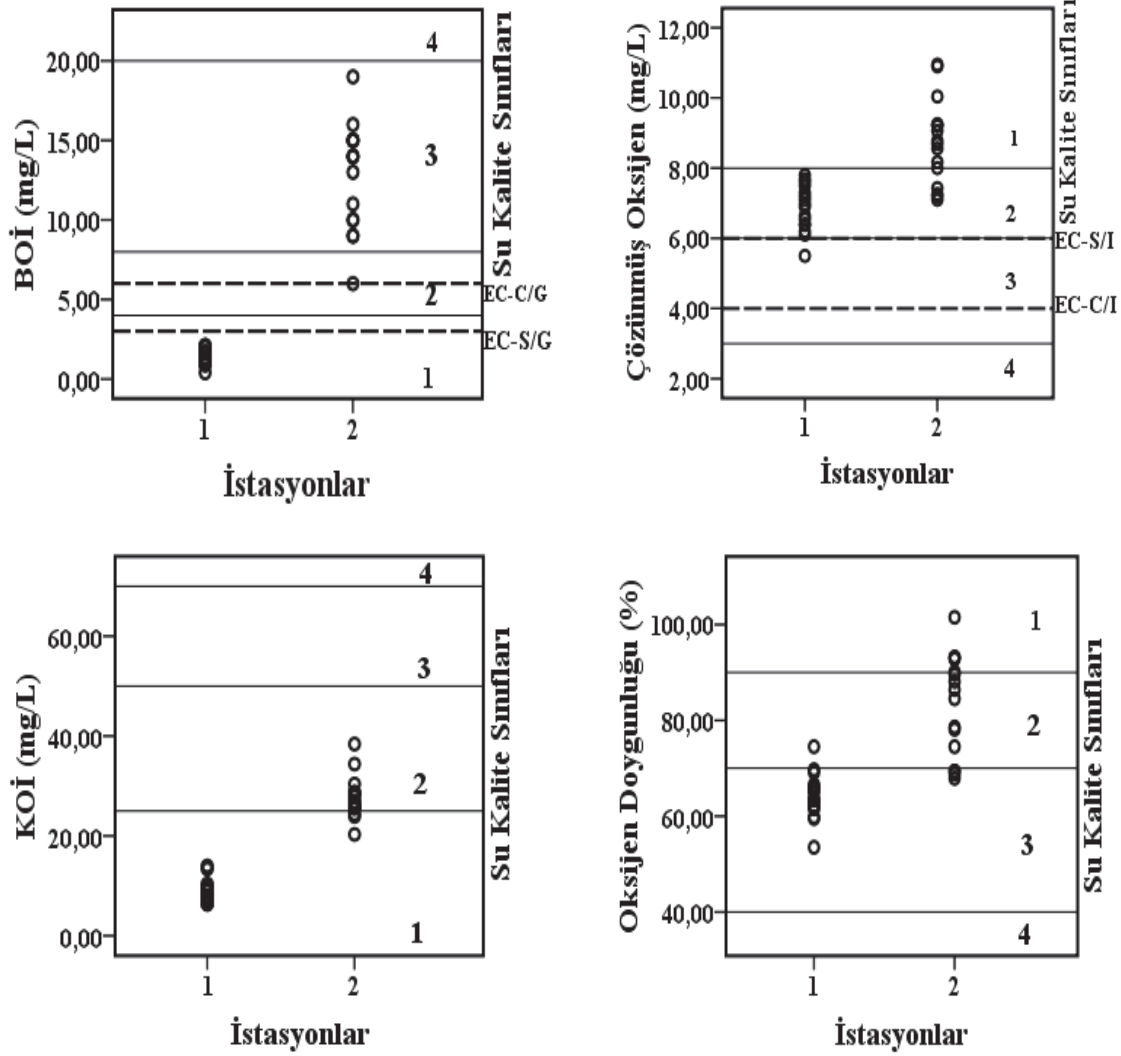 BOİ (mg/L)
20,00
15,00
10,00
5,00
0,00
4
3
2
1
EC-C/G
EC-S/G
Su Kalite Sınıfları
1 2
İstasyonlar
Çözünmüş Oksijen (mg/L)
12,00
10,00
8,00
6,00
4,00
2,00
1
2
3
4
EC-S/I
EC-C/I
Su Kalite Sınıfları
1 2
İstasyonlar
KOİ (mg/L)
60,00
40,00
20,00
0,00
4
3
2
1
Su Kalite Sınıfları
1 2
İstasyonlar
Oksijen Doygunluğu (%)
100,00
80,00
60,00
40,00
1
2
3
4
Su Kalite Sınıfları
1 2
İstasyonlar